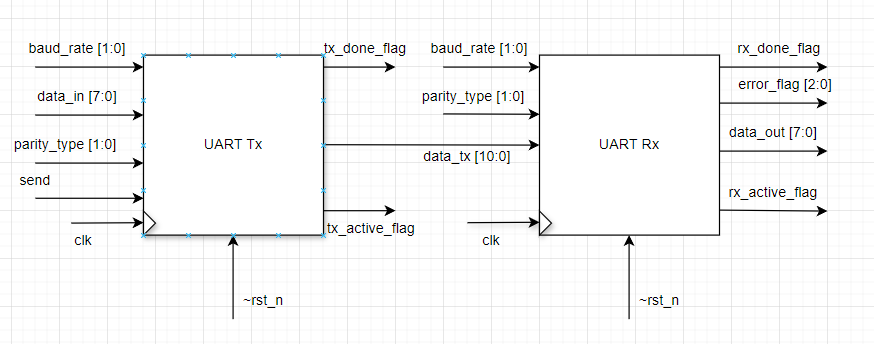 baud_rate [1:0]
tx_done_flag
baud_rate [1:0]
rx_done_flag
data_in [7:0]
parity_type [1:0]
error_flag [2:0]
parity_type [1:0]
UART Tx
data_tx [10:0]
UART Rx
data_out [7:0]
send
rx_active_flag
clk
tx_active_flag
clk
~rst_n
~rst_n